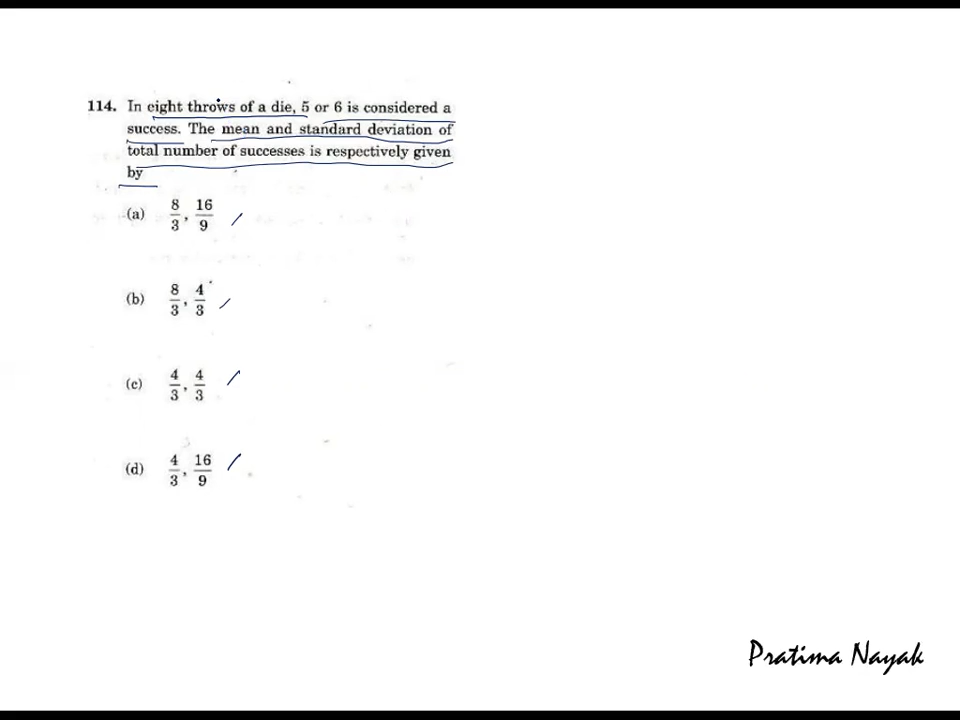 114. In eight throws of a die, 5 or 6 is considered a
success. The mean and standard deviation of
total number of successes is respectively given
by
(a) 8/3, 16/9
(b) 8/3, 4/3
(c) 4/3, 4/3
(d) 4/3, 16/9
Pratima Nayak